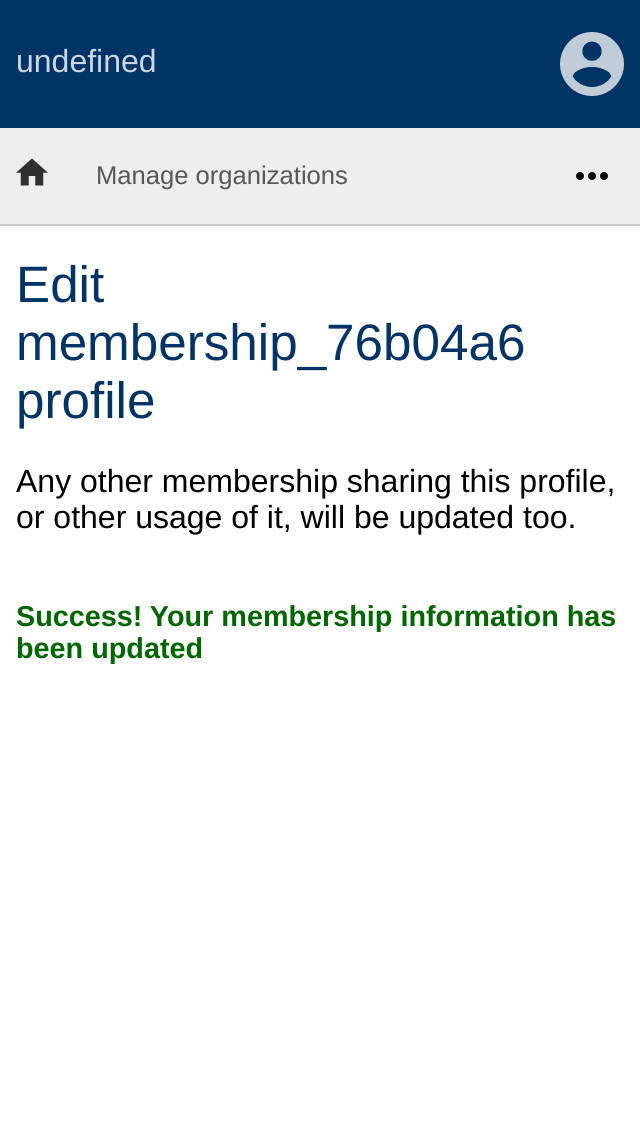 undefined
Manage organizations
Edit
membership_76b04a6
profile
Any other membership sharing this profile,
or other usage of it, will be updated too.
Success! Your membership information has
been updated